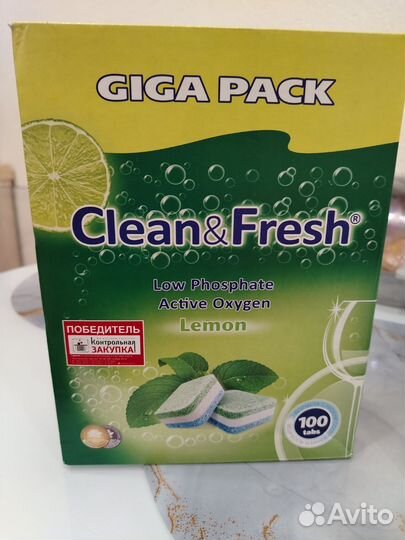 GIGA PACK
Clean&Fresh®
Low Phosphate
Active Oxygen
Lemon
ПОБЕДИТЕЛЬ
Контрольная
ЗАКУПКА
100
tabs
Avito